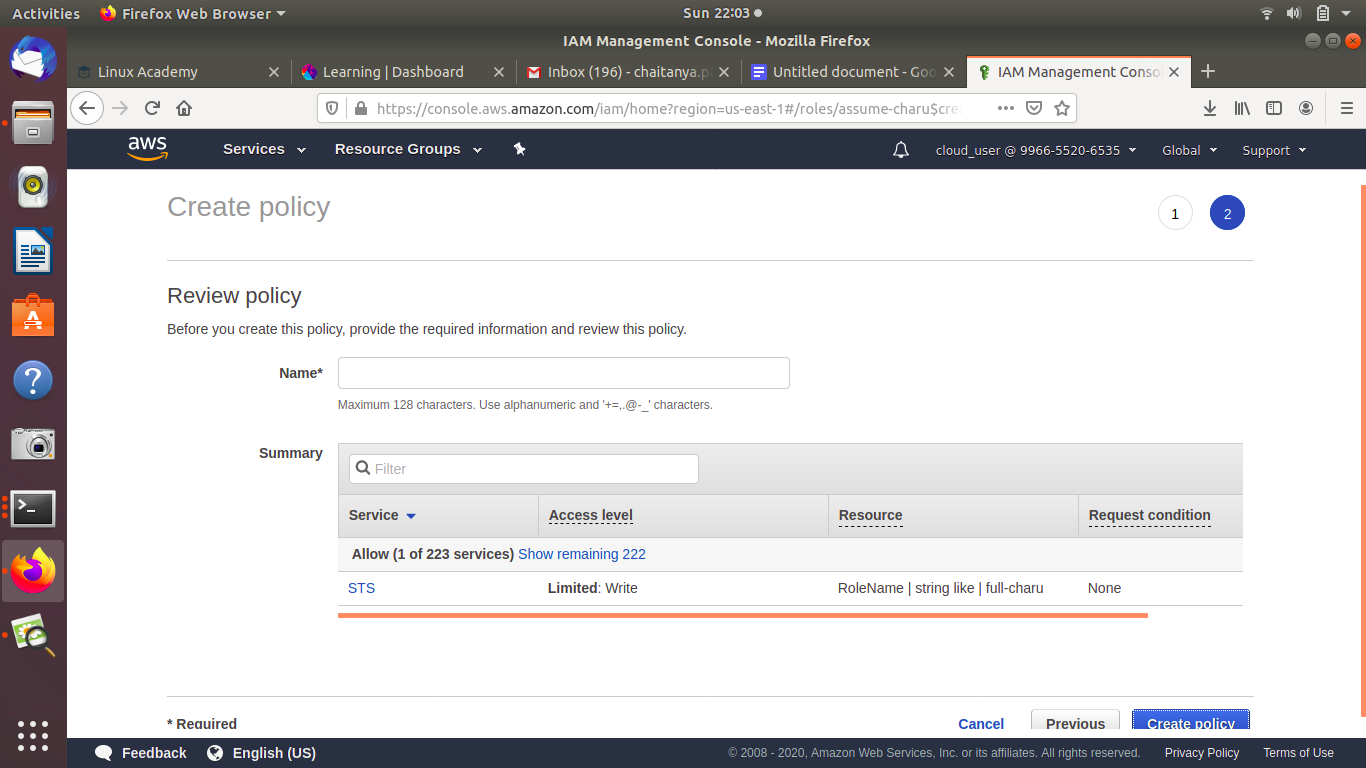 Activities Firefox Web Browser Sun 22:03
IAM Management Console - Mozilla Firefox
Linux Academy Learning | Dashboard Inbox (196) - chaitanya.p Untitled document - Goo IAM Management Conso
https://console.aws.amazon.com/iam/home?region=us-east-1#/roles/assume-charu$cre
aws Services Resource Groups cloud_user @ 9966-5520-6535 Global Support
Create policy 1 2
Review policy
Before you create this policy, provide the required information and review this policy.
Name*
Maximum 128 characters. Use alphanumeric and '+=,.@-_' characters.
Summary
Filter
Service Access level Resource Request condition
Allow (1 of 223 services) Show remaining 222
STS Limited: Write RoleName | string like | full-charu None
* Required Cancel Previous Create policy
Feedback English (US) © 2008 - 2020, Amazon Web Services, Inc. or its affiliates. All rights reserved. Privacy Policy Terms of Use